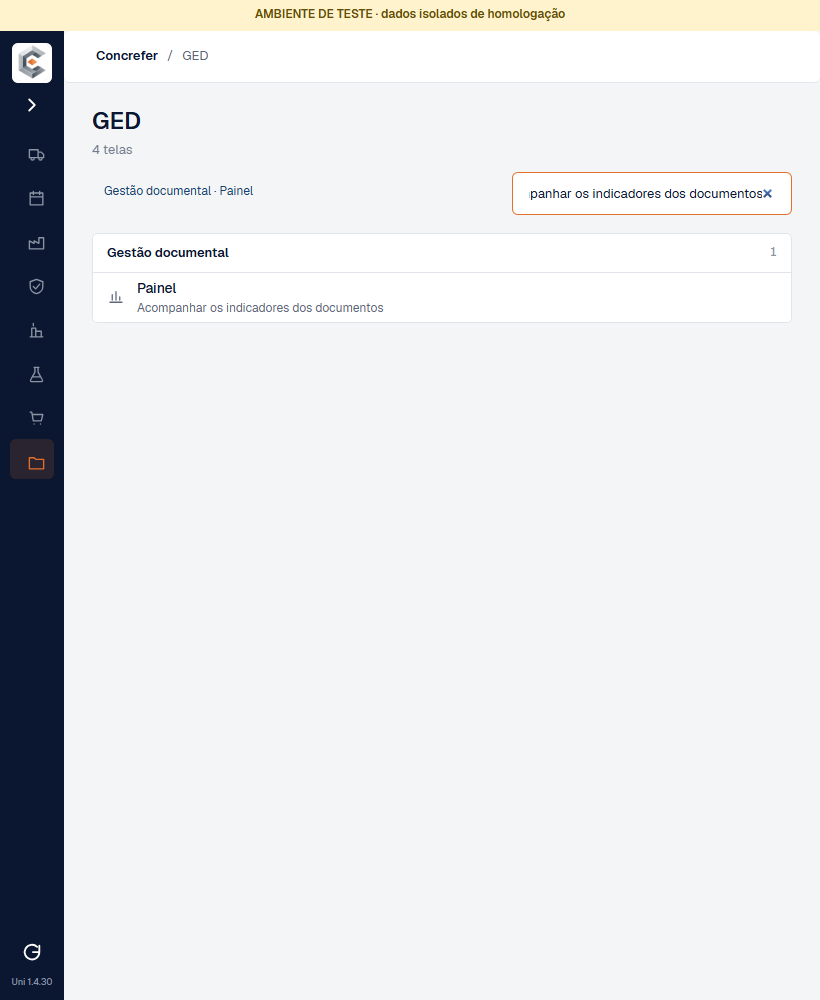 AMBIENTE DE TESTE · dados isolados de homologação
Concrefer / GED
GED
4 telas
Gestão documental · Painel
panhar os indicadores dos documentos
Gestão documental 1
Painel
Acompanhar os indicadores dos documentos
Uni 1.4.30